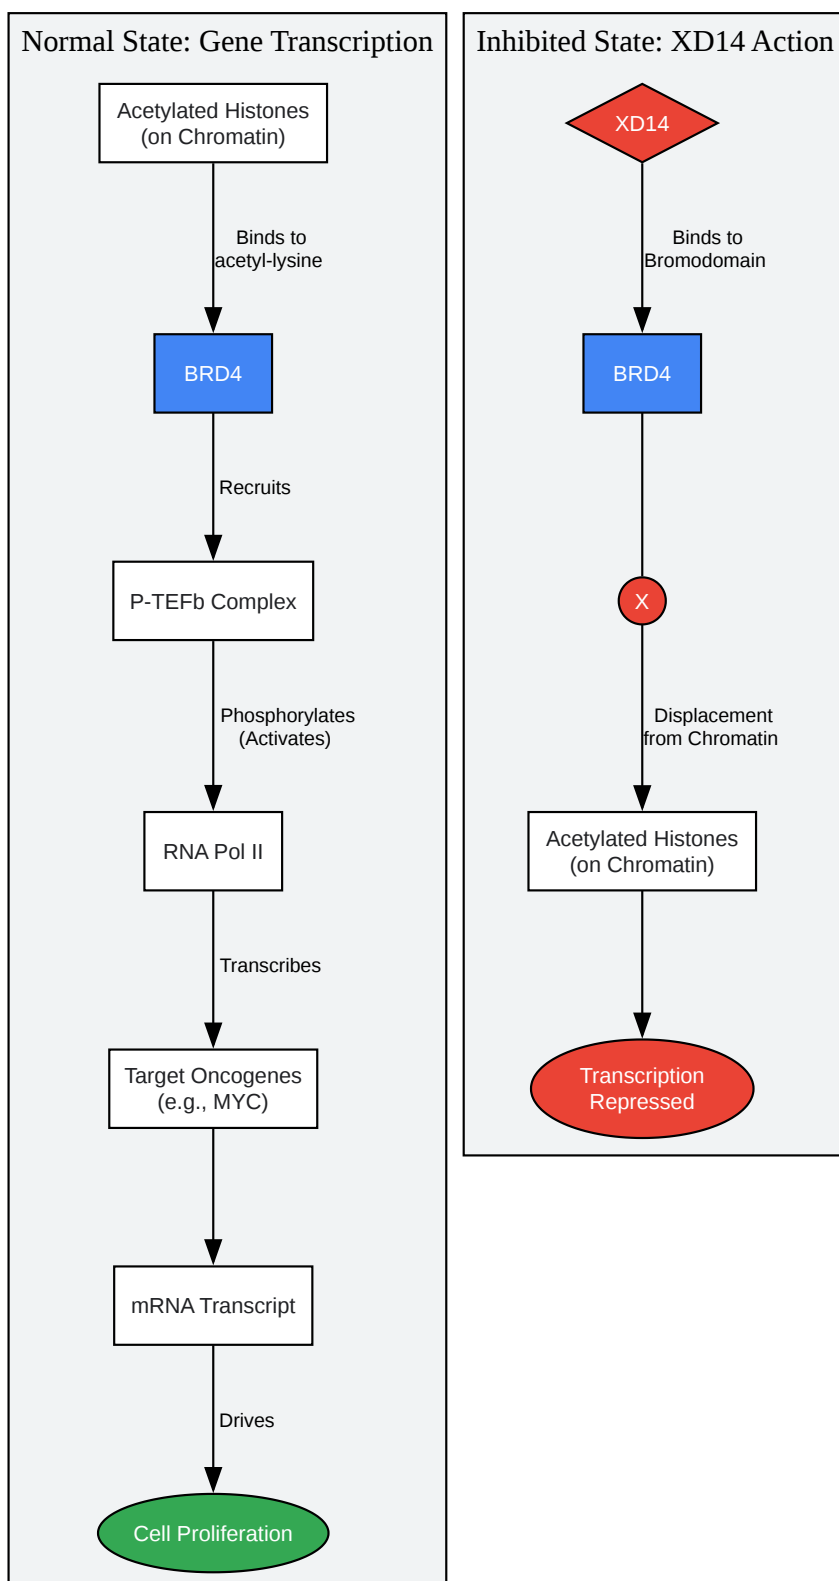 Normal State: Gene Transcription
Acetylated Histones
(on Chromatin)
Binds to
acetyl-lysine
BRD4
Recruits
P-TEFb Complex
Phosphorylates
(Activates)
RNA Pol II
Transcribes
Target Oncogenes
(e.g., MYC)
mRNA Transcript
Drives
Cell Proliferation
Inhibited State: XD14 Action
XD14
Binds to
Bromodomain
BRD4
X
Displacement
from Chromatin
Acetylated Histones
(on Chromatin)
Transcription
Repressed